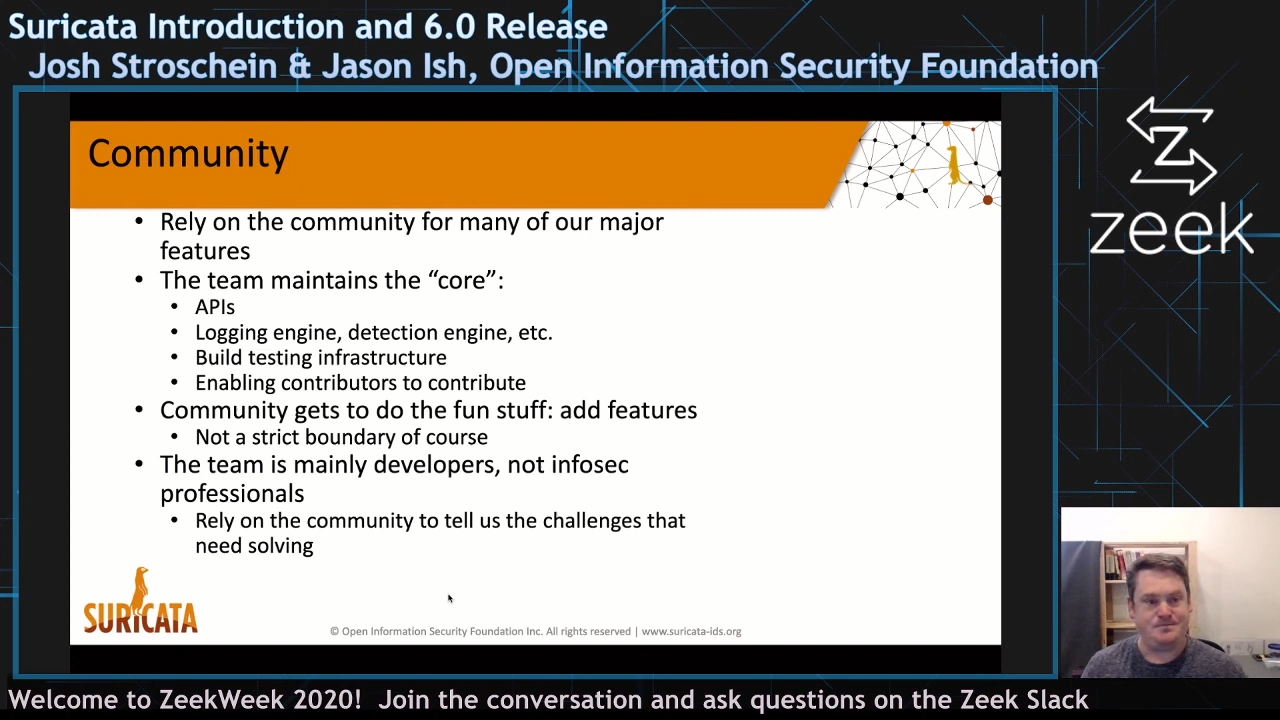 Suricata Introduction and 6.0 Release
Josh Stroschein & Jason Ish, Open Information Security Foundation
Community
• Rely on the community for many of our major
features
• The team maintains the “core”:
• APIs
• Logging engine, detection engine, etc.
• Build testing infrastructure
• Enabling contributors to contribute
• Community gets to do the fun stuff: add features
• Not a strict boundary of course
• The team is mainly developers, not infosec
professionals
• Rely on the community to tell us the challenges that
need solving
SURICATA
© Open Information Security Foundation Inc. All rights reserved | www.suricata-ids.org
Z
zeek
Welcome to ZeekWeek 2020! Join the conversation and ask questions on the Zeek Slack